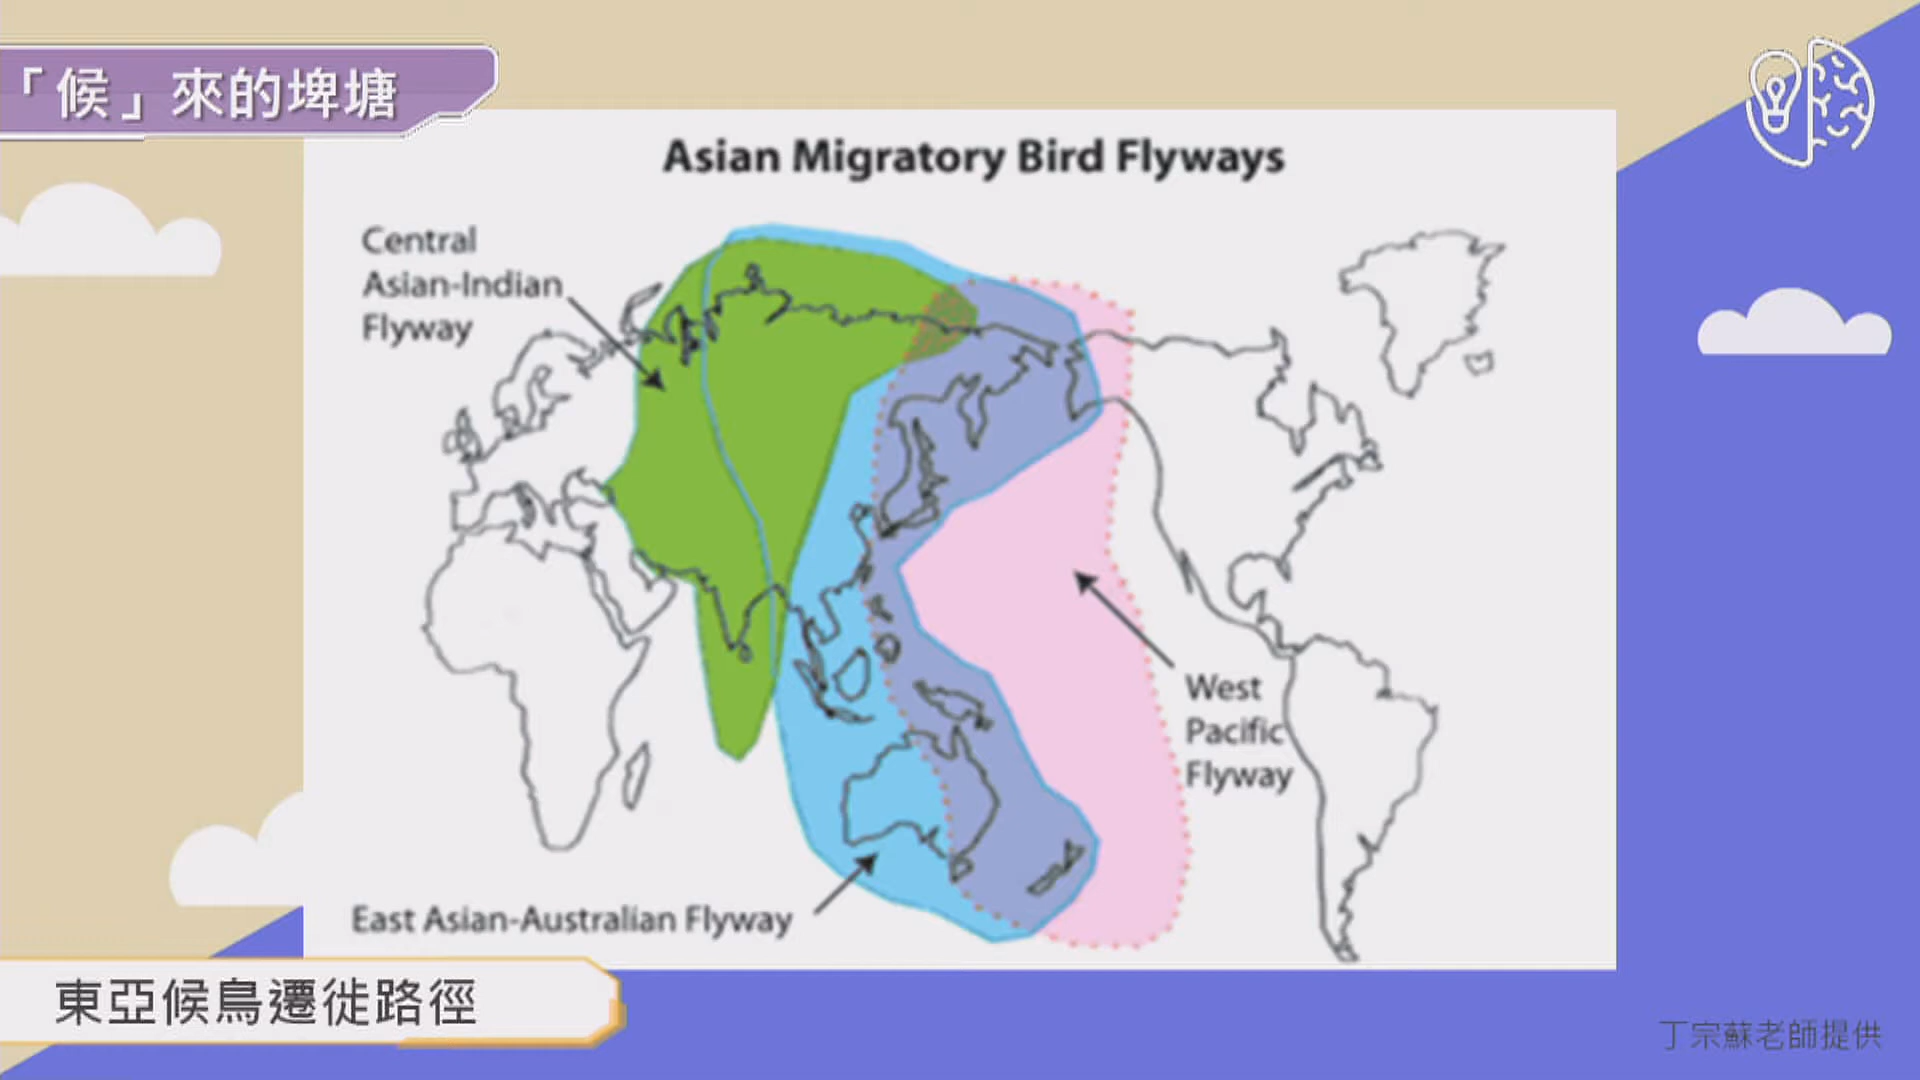 「候」來的埤塘
Asian Migratory Bird Flyways
Central
Asian-Indian
Flyway
West
Pacific
Flyway
East Asian-Australian Flyway
東亞候鳥遷徙路徑
丁宗蘇老師提供